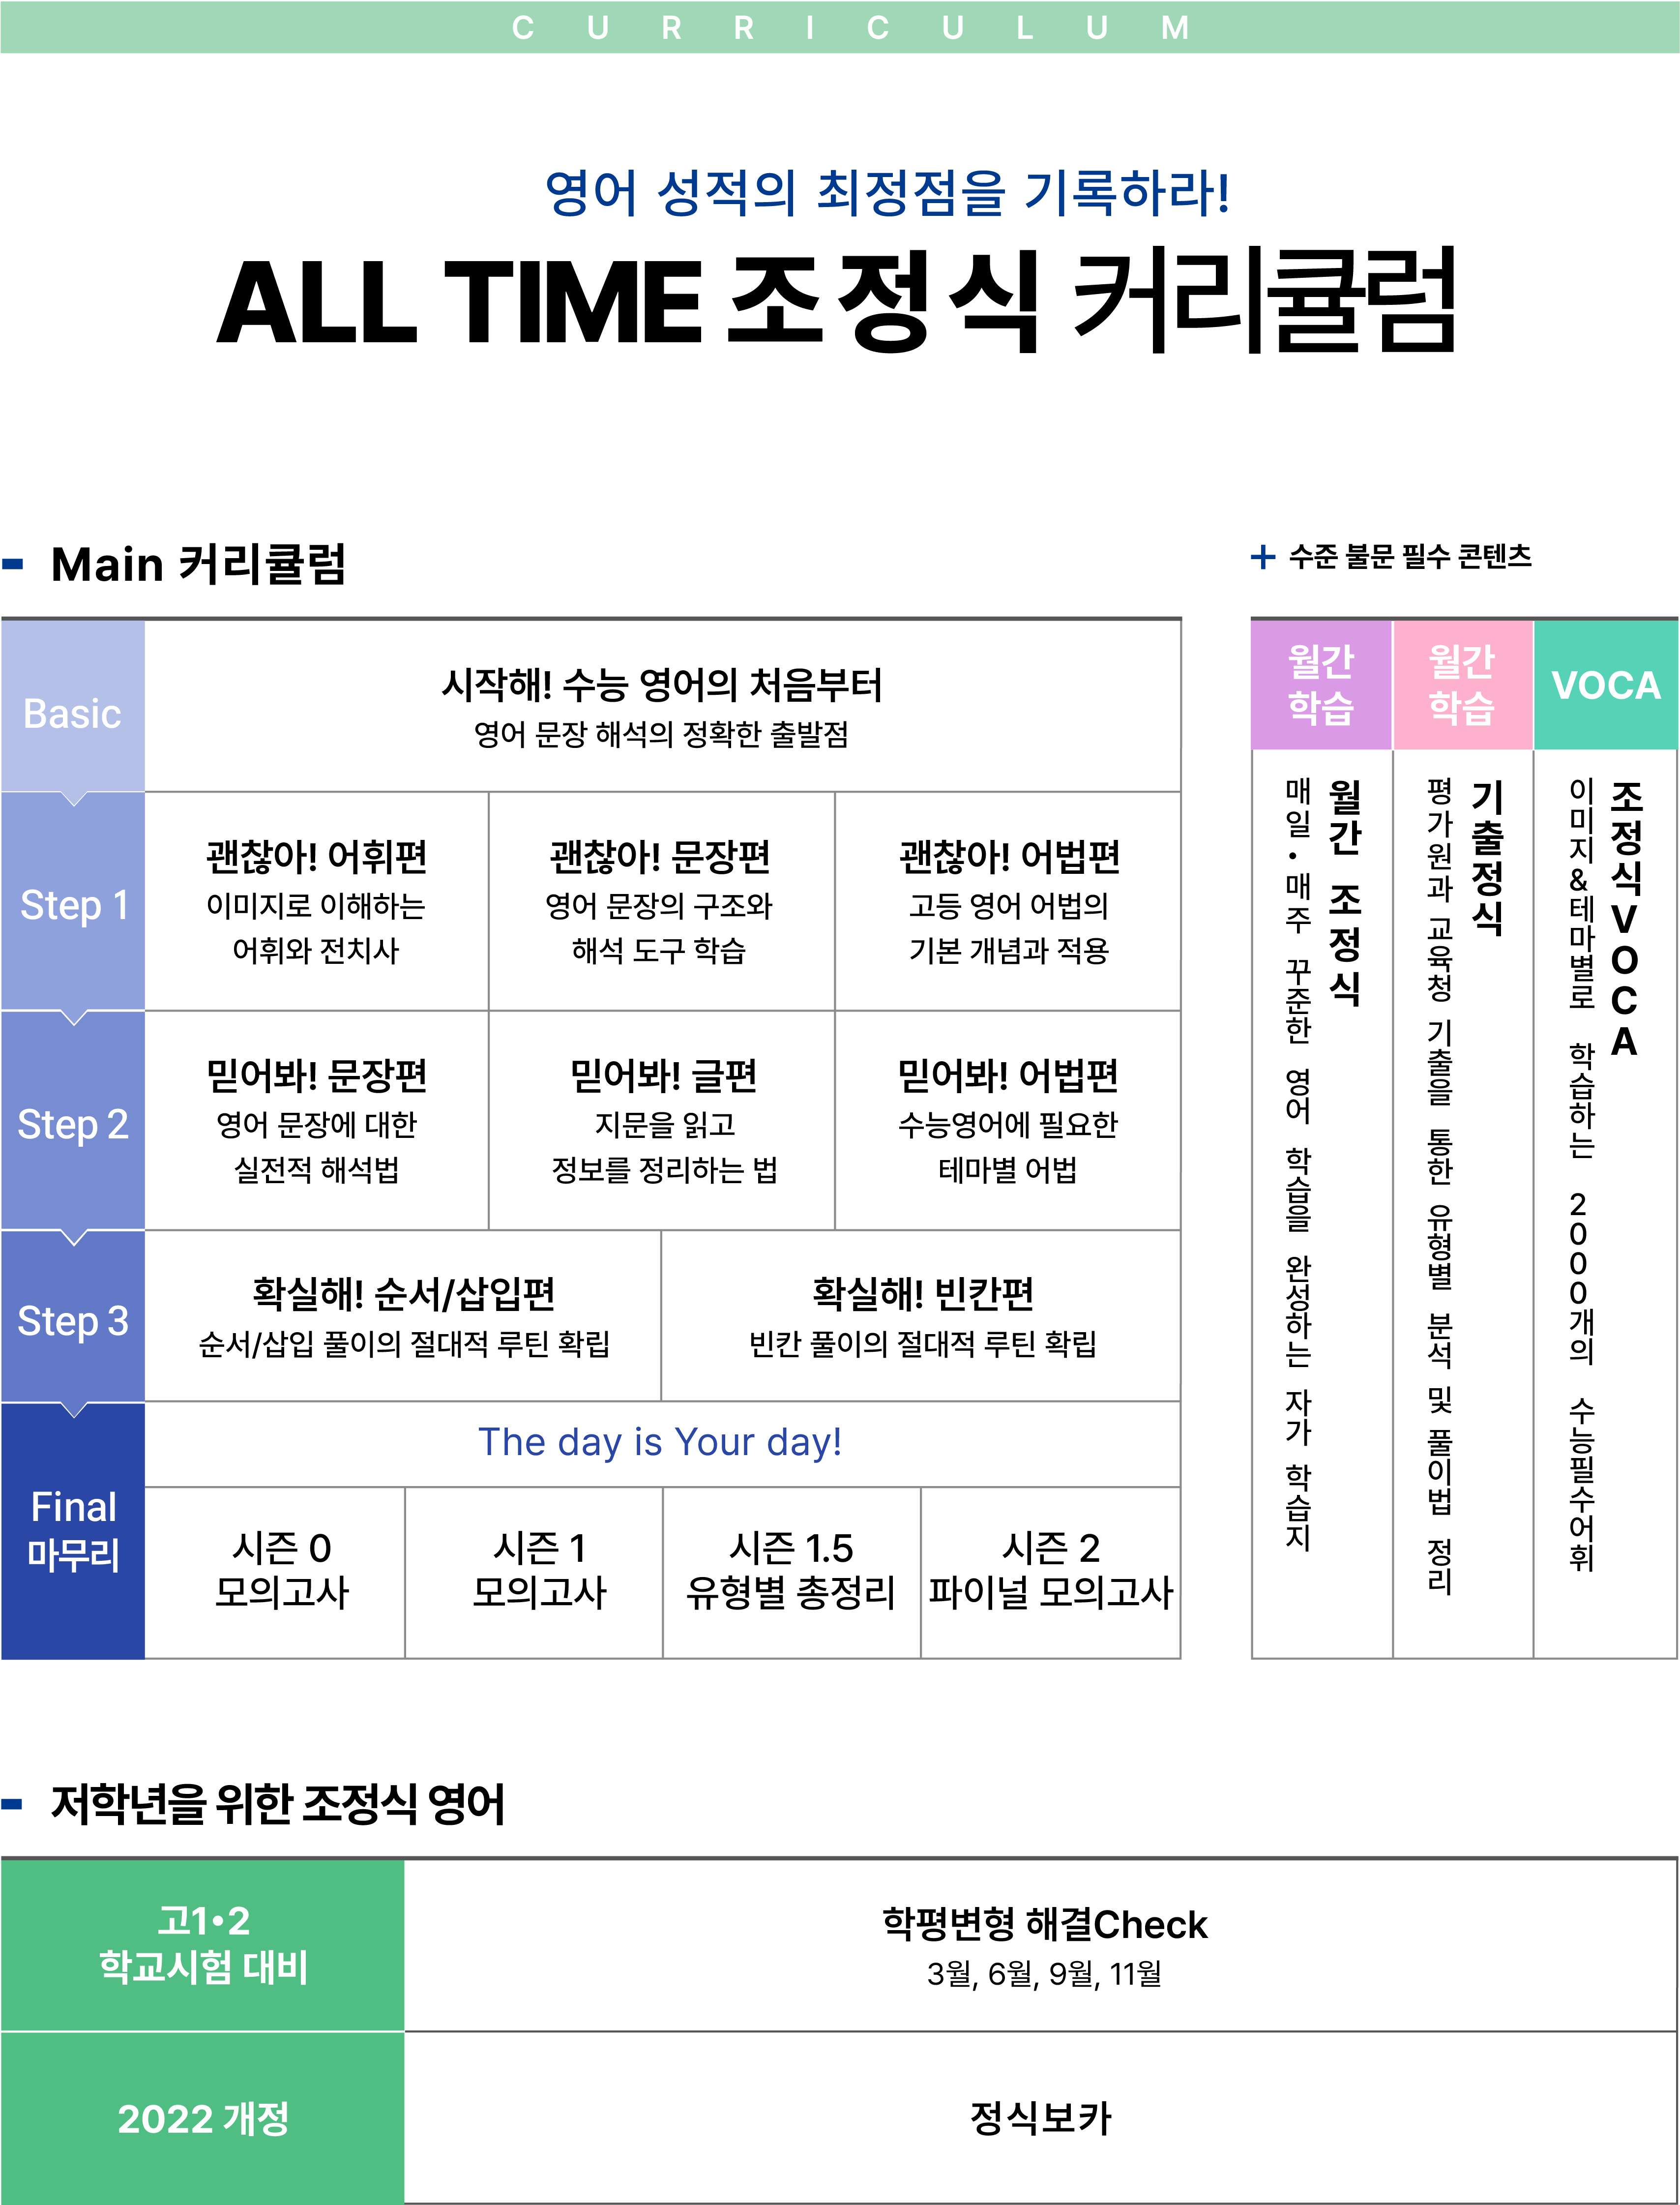 CURRICULUM
영어 성적의 최정점을 기록하라!
ALL TIME 조정식 커리큘럼
Main 커리큘럼
Basic
시작해! 수능 영어의 처음부터
영어 문장 해석의 정확한 출발점
Step 1
괜찮아! 어휘편
이미지로 이해하는
어휘와 전치사
괜찮아! 문장편
영어 문장의 구조와
해석 도구 학습
괜찮아! 어법편
고등 영어 어법의
기본 개념과 적용
Step 2
믿어봐! 문장편
영어 문장에 대한
실전적 해석법
믿어봐! 글편
지문을 읽고
정보를 정리하는 법
믿어봐! 어법편
수능영어에 필요한
테마별 어법
Step 3
확실해! 순서/삽입편
순서/삽입 풀이의 절대적 루틴 확립
확실해! 빈칸편
빈칸 풀이의 절대적 루틴 확립
Final
마무리
The day is Your day!
시즌 0
모의고사
시즌 1
모의고사
시즌 1.5
유형별 총정리
시즌 2
파이널 모의고사
+ 수준 불문 필수 콘텐츠
월간
학습
월간 조정식
매일•매주 꾸준한 영어 학습을 완성하는 자가 학습지
월간
학습
기출정식
평가원과 교육청 기출을 통한 유형별 분석 및 풀이법 정리
VOCA
조정식VOCA
이미지&테마별로 학습하는 2000개의 수능필수어휘
저학년을 위한 조정식 영어
고1•2
학교시험 대비
학평변형 해결Check
3월, 6월, 9월, 11월
2022 개정
정식보카